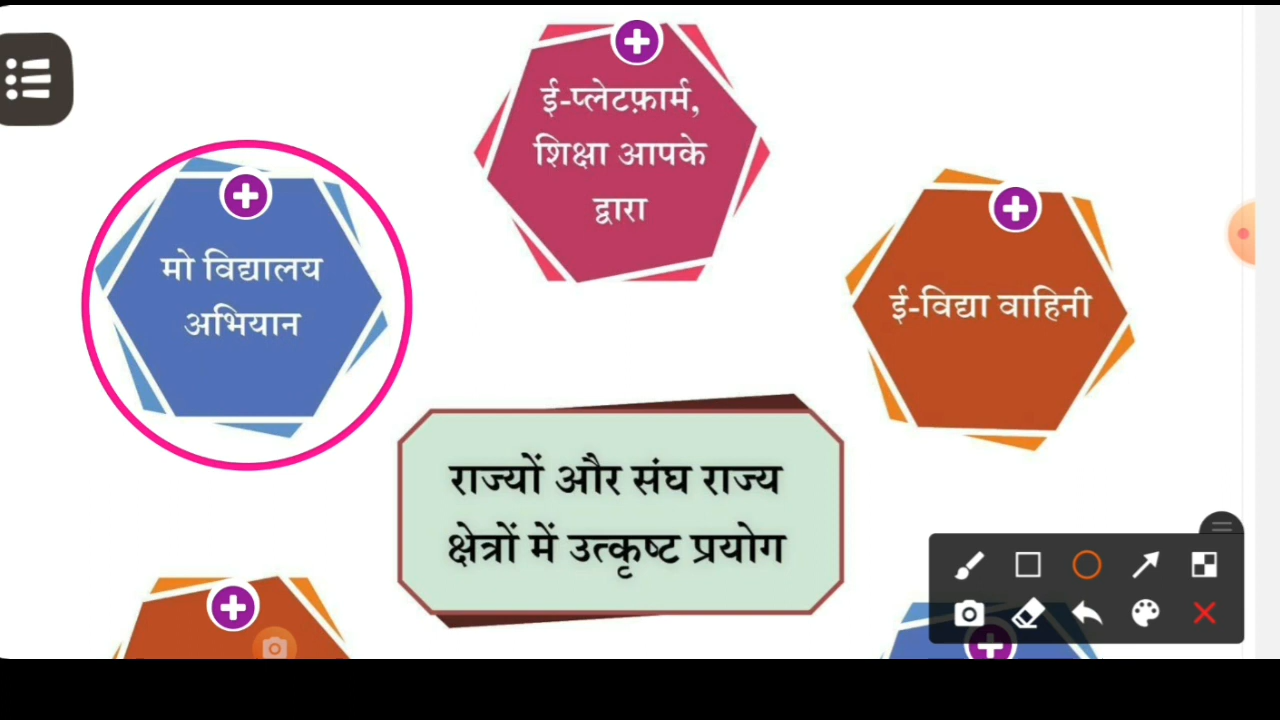 ई-प्लेटफ़ार्म,
शिक्षा आपके
द्वारा
मो विद्यालय
अभियान
ई-विद्या वाहिनी
राज्यों और संघ राज्य
क्षेत्रों में उत्कृष्ट प्रयोग